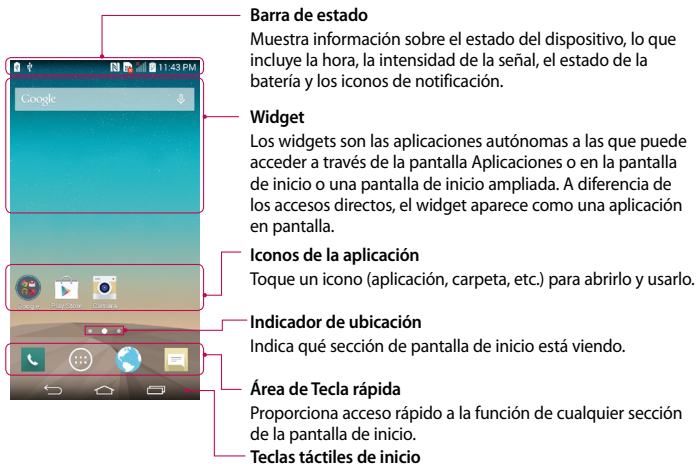 Barra de estado
Muestra información sobre el estado del dispositivo, lo que
incluye la hora, la intensidad de la señal, el estado de la
batería y los iconos de notificación.
11:43 PM
Google
Widget
Los widgets son las aplicaciones autónomas a las que puede
acceder a través de la pantalla Aplicaciones o en la pantalla
de inicio o una pantalla de inicio ampliada. A diferencia de
los accesos directos, el widget aparece como una aplicación
en pantalla.
Iconos de la aplicación
Toque un icono (aplicación, carpeta, etc.) para abrirlo y usarlo.
Google Play Store Cámara
Indicador de ubicación
Indica qué sección de pantalla de inicio está viendo.
Área de Tecla rápida
Proporciona acceso rápido a la función de cualquier sección
de la pantalla de inicio.
Teclas táctiles de inicio